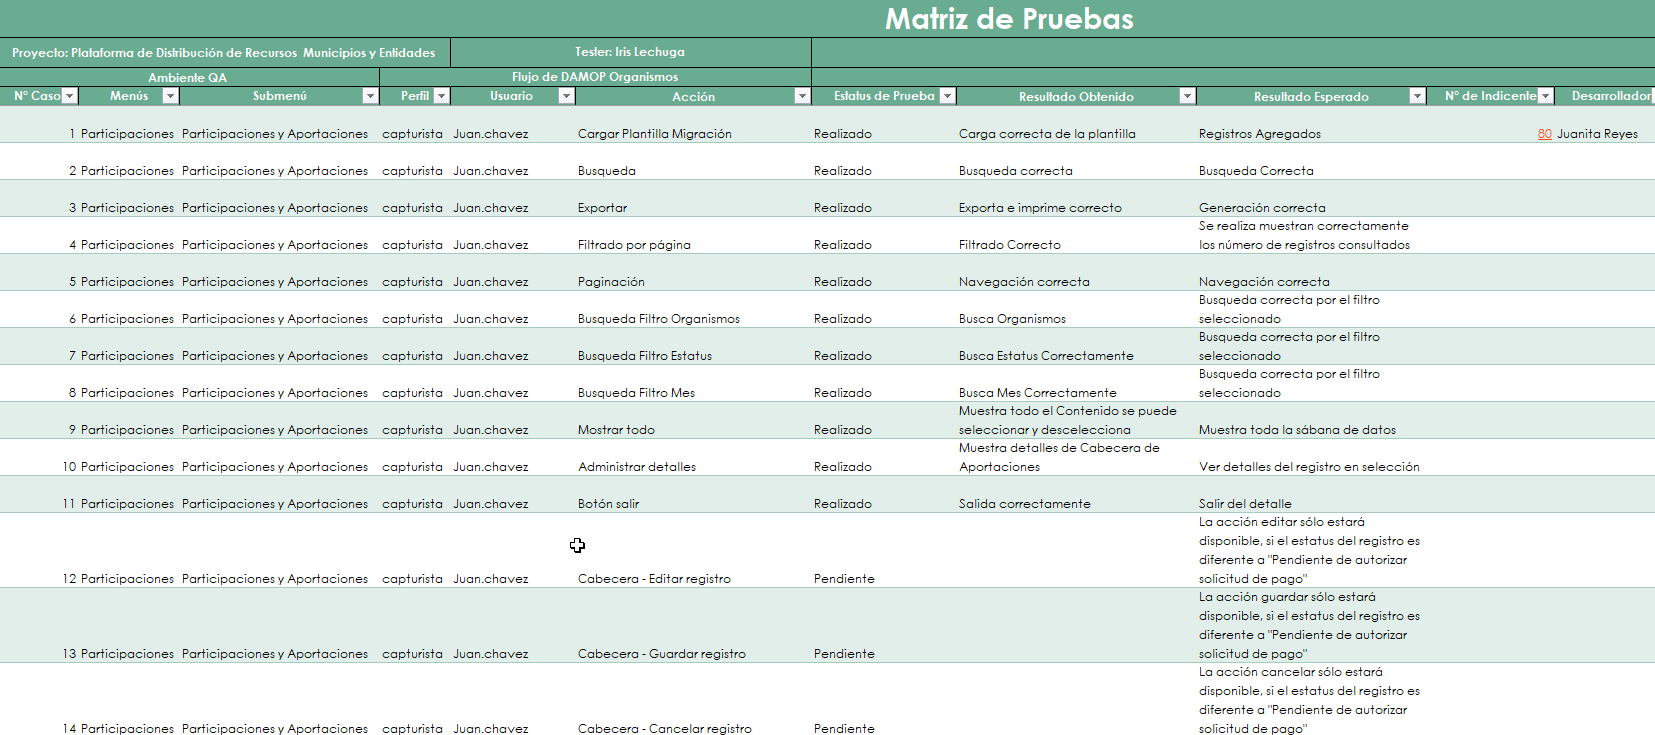 Matriz de Pruebas
Proyecto: Plataforma de Distribución de Recursos Municipios y Entidades Tester: Iris Lechuga
Ambiente QA Flujo de DAMOP Organismos
N° Caso Menús Submenú Perfil Usuario Acción Estatus de Prueba Resultado Obtenido Resultado Esperado N° de Indicente Desarrollador
1 Participaciones Participaciones y Aportaciones capturista Juan.chavez Cargar Plantilla Migración Realizado Carga correcta de la plantilla Registros Agregados 80 Juanita Reyes
2 Participaciones Participaciones y Aportaciones capturista Juan.chavez Busqueda Realizado Busqueda correcta Busqueda Correcta
3 Participaciones Participaciones y Aportaciones capturista Juan.chavez Exportar Realizado Exporta e imprime correcto Generación correcta
Se realiza muestran correctamente
4 Participaciones Participaciones y Aportaciones capturista Juan.chavez Filtrado por página Realizado Filtrado Correcto los número de registros consultados
5 Participaciones Participaciones y Aportaciones capturista Juan.chavez Paginación Realizado Navegación correcta Navegación correcta
Busqueda correcta por el filtro
6 Participaciones Participaciones y Aportaciones capturista Juan.chavez Busqueda Filtro Organismos Realizado Busca Organismos seleccionado
Busqueda correcta por el filtro
7 Participaciones Participaciones y Aportaciones capturista Juan.chavez Busqueda Filtro Estatus Realizado Busca Estatus Correctamente seleccionado
Busqueda correcta por el filtro
8 Participaciones Participaciones y Aportaciones capturista Juan.chavez Busqueda Filtro Mes Realizado Busca Mes Correctamente seleccionado
Muestra todo el Contenido se puede
9 Participaciones Participaciones y Aportaciones capturista Juan.chavez Mostrar todo Realizado seleccionar y descelecciona Muestra toda la sábana de datos
Muestra detalles de Cabecera de
10 Participaciones Participaciones y Aportaciones capturista Juan.chavez Administrar detalles Realizado Aportaciones Ver detalles del registro en selección
11 Participaciones Participaciones y Aportaciones capturista Juan.chavez Botón salir Realizado Salida correctamente Salir del detalle
La acción editar sólo estará
disponible, si el estatus del registro es
diferente a "Pendiente de autorizar
12 Participaciones Participaciones y Aportaciones capturista Juan.chavez Cabecera - Editar registro Pendiente solicitud de pago"
La acción guardar sólo estará
disponible, si el estatus del registro es
diferente a "Pendiente de autorizar
13 Participaciones Participaciones y Aportaciones capturista Juan.chavez Cabecera - Guardar registro Pendiente solicitud de pago"
La acción cancelar sólo estará
disponible, si el estatus del registro es
diferente a "Pendiente de autorizar
14 Participaciones Participaciones y Aportaciones capturista Juan.chavez Cabecera - Cancelar registro Pendiente solicitud de pago"